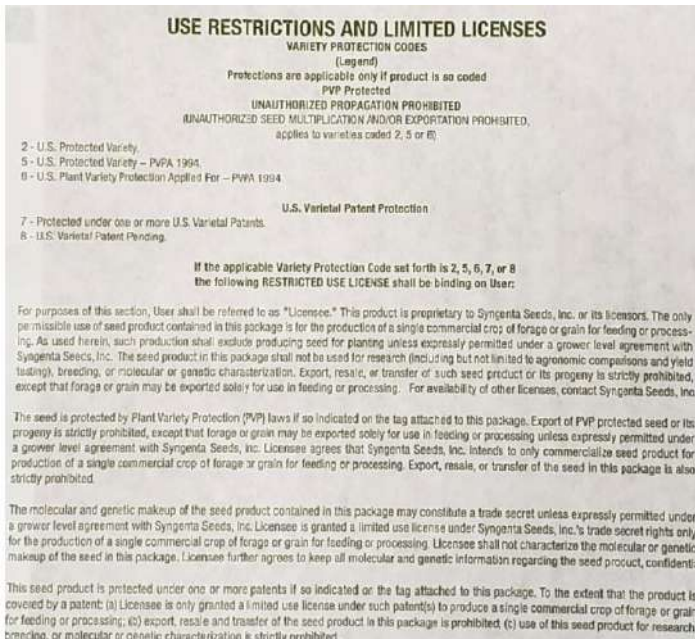 USE RESTRICTIONS AND LIMITED LICENSES
VARIETY PROTECTION CODES
(Legend)
Protections are applicable only if product is so coded
PVP Protected
UNAUTHORIZED PROPAGATION PROHIBITED
(UNAUTHORIZED SEED MULTIPLICATION AND/OR EXPORTATION PROHIBITED,
applies to varieties coded 2, 5 or 6)
2 - U.S. Protected Variety.
5 - U.S. Protected Variety – PVPA 1994.
6 - U.S. Plant Variety Protection Applied For – PVPA 1994
U.S. Varietal Patent Protection
7 - Protected under one or more U.S. Varietal Patents.
8 - U.S. Varietal Patent Pending.
If the applicable Variety Protection Code set forth is 2, 5, 6, 7, or 8
the following RESTRICTED USE LICENSE shall be binding on User:
For purposes of this section, User shall be referred to as "Licensee." This product is proprietary to Syngenta Seeds, Inc. or its licensors. The only
permissible use of seed product contained in this package is for the production of a single commercial crop of forage or grain for feeding or process-
ing. As used herein, such production shall exclude producing seed for planting unless expressly permitted under a grower level agreement with
Syngenta Seeds, Inc. The seed product in this package shall not be used for research (including but not limited to agronomic comparisons and yield
testing), breeding, or molecular or genetic characterization. Export, resale, or transfer of such seed product or its progeny is strictly prohibited,
except that forage or grain may be exported solely for use in feeding or processing. For availability of other licenses, contact Syngenta Seeds, Inc
The seed is protected by Plant Variety Protection (PVP) laws if so indicated on the tag attached to this package. Export of PVP protected seed or its
progeny is strictly prohibited, except that forage or grain may be exported solely for use in feeding or processing unless expressly permitted under
a grower level agreement with Syngenta Seeds, Inc. Licensee agrees that Syngenta Seeds, Inc. intends to only commercialize seed product for
production of a single commercial crop of forage or grain for feeding or processing. Export, resale, or transfer of the seed in this package is also
strictly prohibited.
The molecular and genetic makeup of the seed product contained in this package may constitute a trade secret unless expressly permitted under
a grower level agreement with Syngenta Seeds, Inc. Licensee is granted a limited use license under Syngenta Seeds, Inc.'s trade secret rights only
for the production of a single commercial crop of forage or grain for feeding or processing. Licensee shall not characterize the molecular or genetic
makeup of the seed in this package. Licensee further agrees to keep all molecular and genetic information regarding the seed product, confidenti
This seed product is protected under one or more patents if so indicated on the tag attached to this package. To the extent that the product is
covered by a patent: (a) Licensee is only granted a limited use license under such patent(s) to produce a single commercial crop of forage or grain
for feeding or processing; (b) export, resale and transfer of the seed product in this package is prohibited; (c) use of this seed product for research
breeding, or molecular or genetic characterization is strictly prohibited.